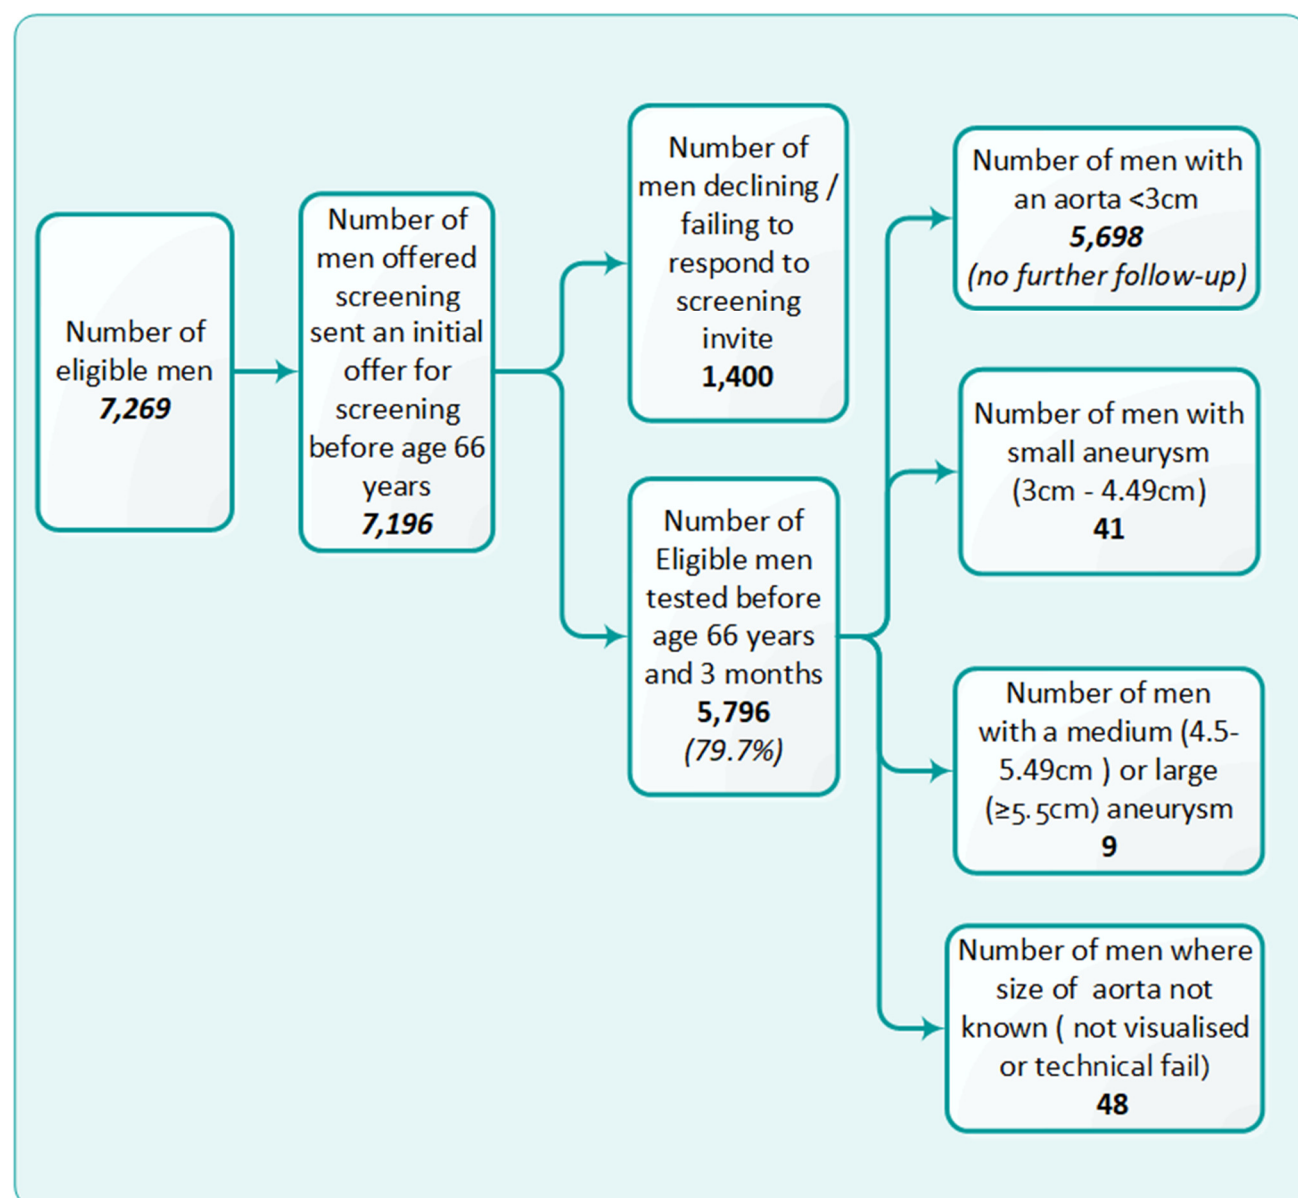 Number of
eligible men
7,269
Number of
men offered
screening
sent an initial
offer for
screening
before age 66
years
7,196
Number of
men declining /
failing to
respond to
screening
invite
1,400
Number of
Eligible men
tested before
age 66 years
and 3 months
5,796
(79.7%)
Number of men with
an aorta <3cm
5,698
(no further follow-up)
Number of men with
small aneurysm
(3cm - 4.49cm)
41
Number of men
with a medium (4.5-
5.49cm ) or large
(≥5.5cm) aneurysm
9
Number of men where
size of  aorta not
known ( not visualised
or technical fail)
48